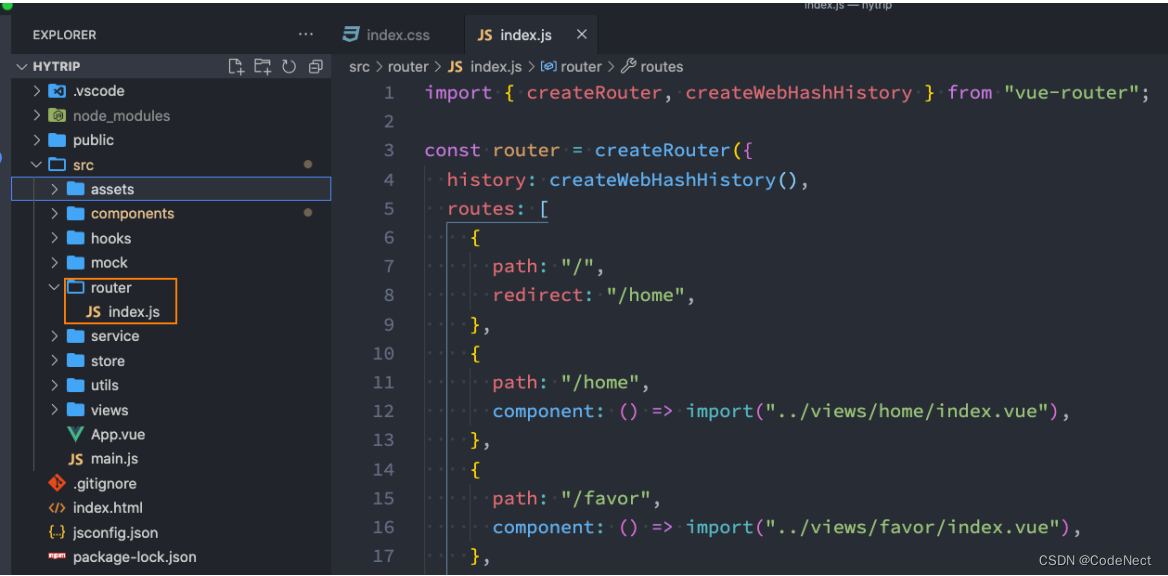 index.js — hytrip
EXPLORER
index.css
JS index.js
HYTRIP
src > router > JS index.js > router > routes
.vscode
node_modules
public
src
assets
components
hooks
mock
router
JS index.js
service
store
utils
views
App.vue
JS main.js
.gitignore
index.html
jsconfig.json
package-lock.json
1 import { createRouter, createWebHashHistory } from "vue-router";
2
3 const router = createRouter({
4 history: createWebHashHistory(),
5 routes: [
6 {
7 path: "/",
8 redirect: "/home",
9 },
10 {
11 path: "/home",
12 component: () => import("../views/home/index.vue"),
13 },
14 {
15 path: "/favor",
16 component: () => import("../views/favor/index.vue"),
17 },
CSDN @CodeNect